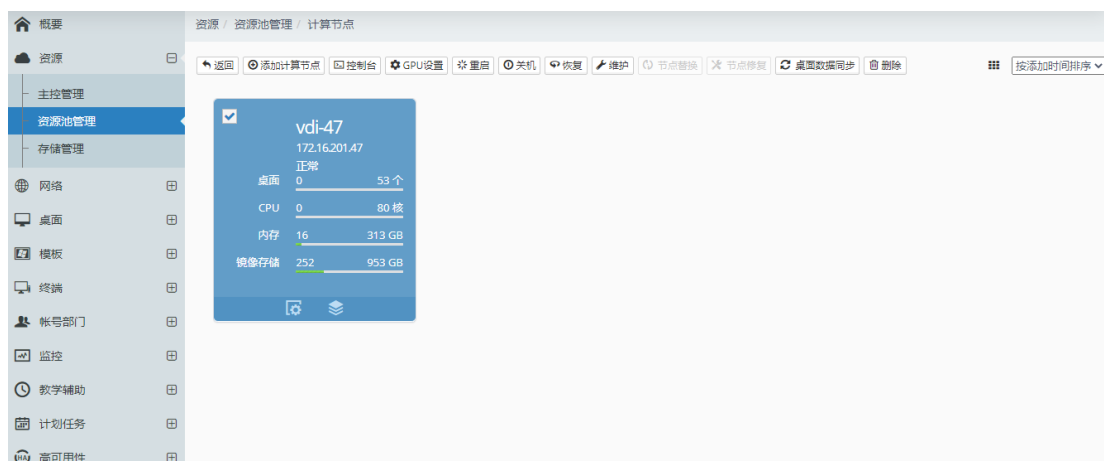 概要
资源 / 资源池管理 / 计算节点
资源
返回 添加计算节点 控制台 GPU设置 重启 关机 恢复 维护 节点替换 节点修复 桌面数据同步 删除 按添加时间排序
主控管理
资源池管理
存储管理
网络
桌面
模板
终端
帐号部门
监控
教学辅助
计划任务
高可用性
vdi-47
172.16.201.47
正常
桌面 0 53 个
CPU 0 80 核
内存 16 313 GB
镜像存储 252 953 GB